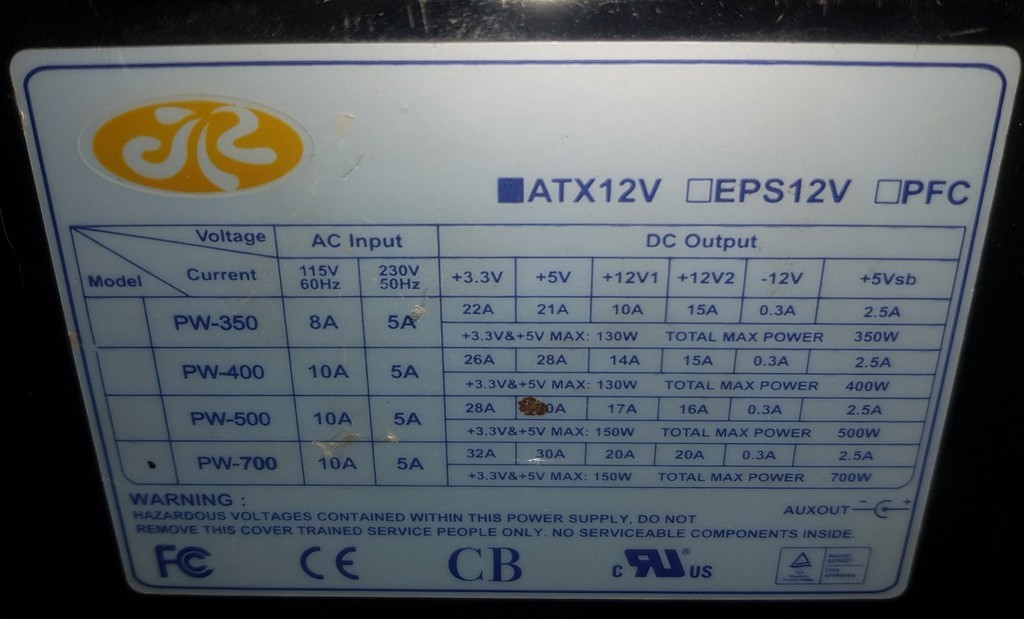 ATX12V EPS12V PFC
Voltage AC Input DC Output
Model Current 115V 60Hz 230V 50Hz +3.3V +5V +12V1 +12V2 -12V +5Vsb
PW-350 8A 5A 22A 21A 10A 15A 0.3A 2.5A
+3.3V&+5V MAX: 130W TOTAL MAX POWER 350W
PW-400 10A 5A 26A 28A 14A 15A 0.3A 2.5A
+3.3V&+5V MAX: 130W TOTAL MAX POWER 400W
PW-500 10A 5A 28A 17A 16A 0.3A 2.5A
+3.3V&+5V MAX: 150W TOTAL MAX POWER 500W
PW-700 10A 5A 32A 30A 20A 20A 0.3A 2.5A
+3.3V&+5V MAX: 150W TOTAL MAX POWER 700W
WARNING :
HAZARDOUS VOLTAGES CONTAINED WITHIN THIS POWER SUPPLY, DO NOT
REMOVE THIS COVER TRAINED SERVICE PEOPLE ONLY. NO SERVICEABLE COMPONENTS INSIDE.
AUXOUT - +
FC CE CB c RU ® US